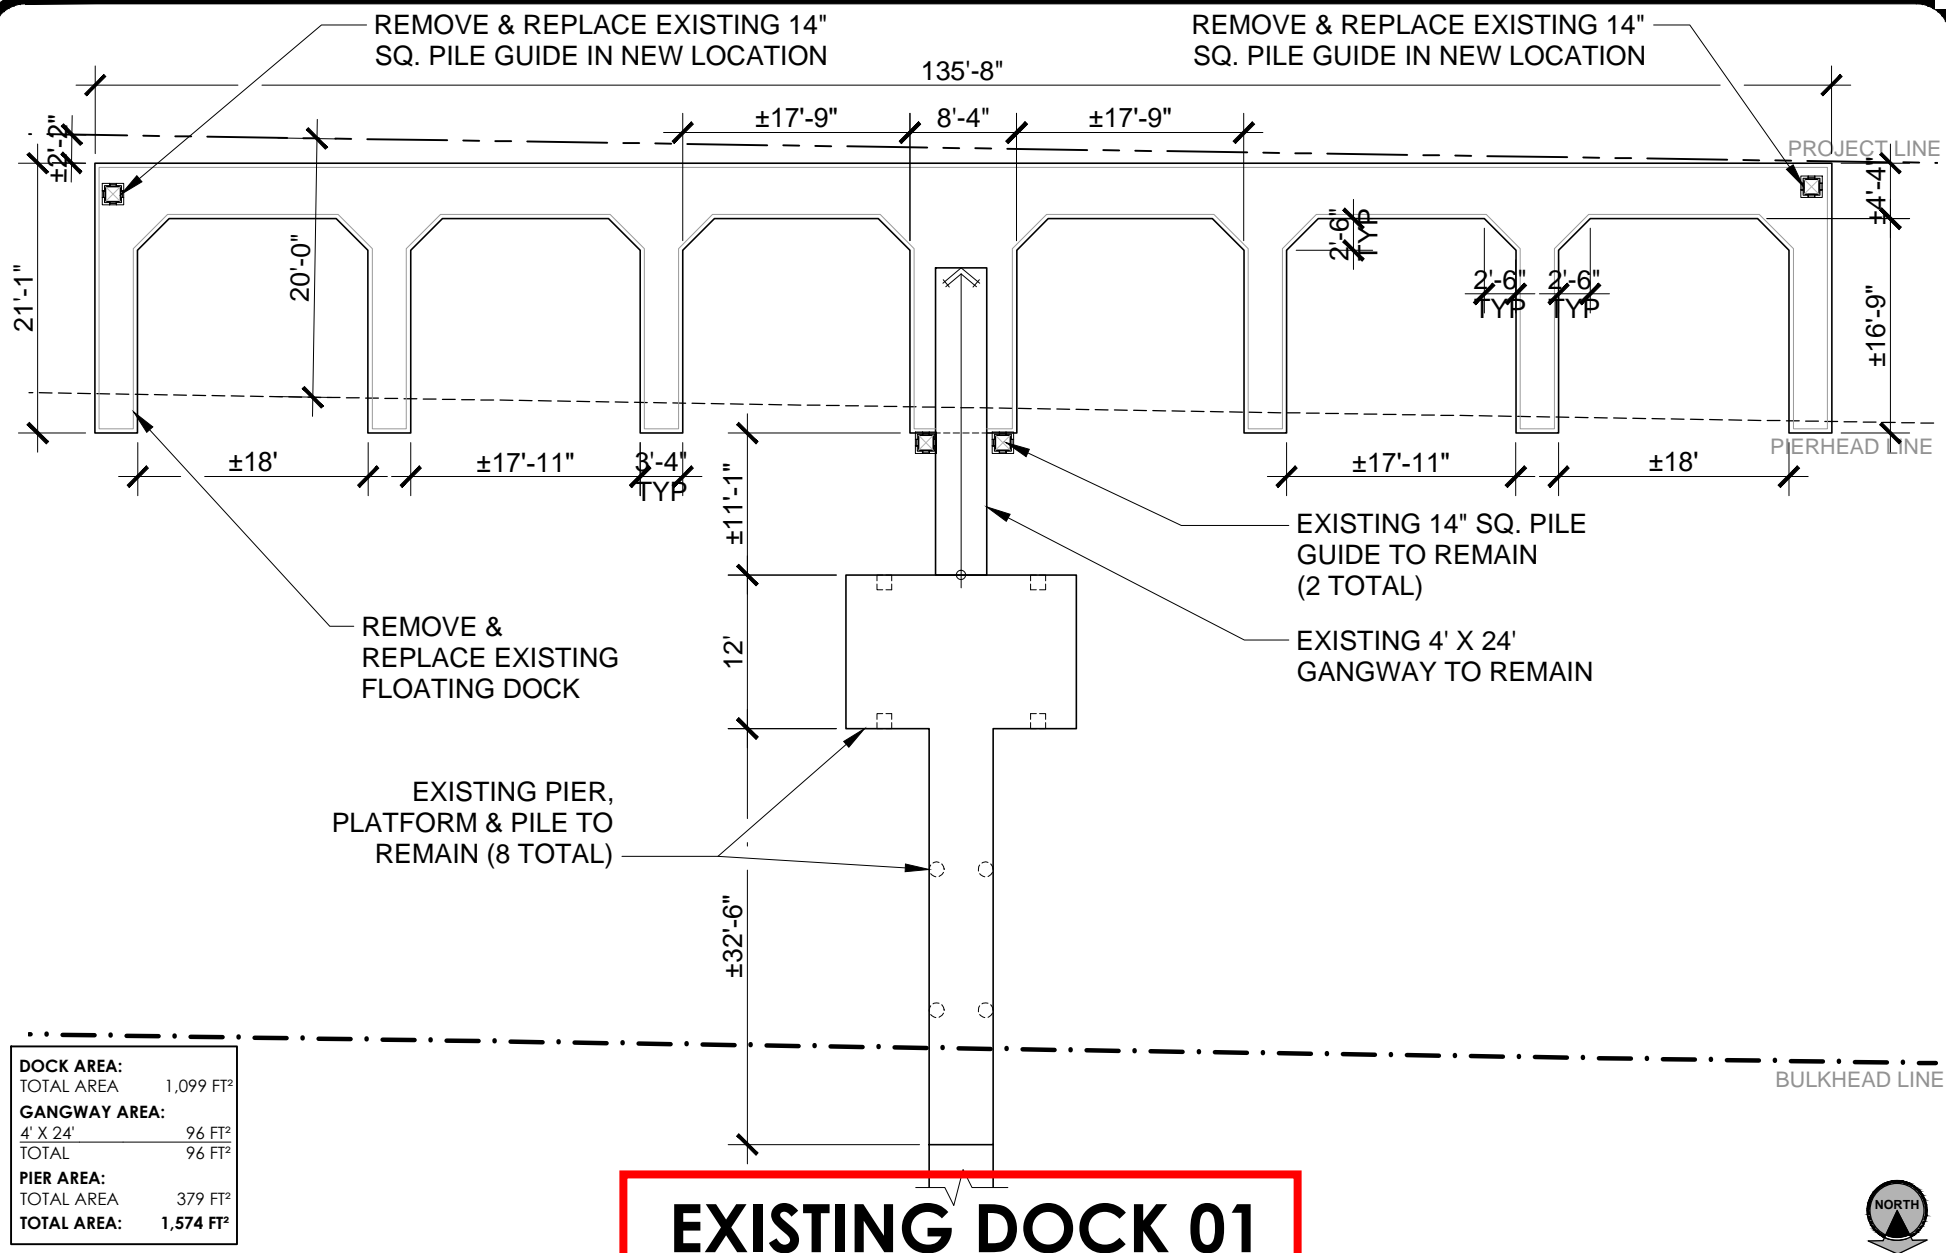 REMOVE & REPLACE EXISTING 14"
SQ. PILE GUIDE IN NEW LOCATION
REMOVE & REPLACE EXISTING 14"
SQ. PILE GUIDE IN NEW LOCATION
135'-8"
±17'-9"
8'-4"
±17'-9"
±2'-2"
PROJECT LINE
±4'-4"
21'-1"
20'-0"
2'-6"
TYP
2'-6"
TYP
2'-6"
TYP
±16'-9"
PIERHEAD LINE
±18'
±17'-11"
3'-4"
TYP
±17'-11"
±18'
±11'-1"
EXISTING 14" SQ. PILE
GUIDE TO REMAIN
(2 TOTAL)
REMOVE &
REPLACE EXISTING
FLOATING DOCK
12'
EXISTING 4' X 24'
GANGWAY TO REMAIN
EXISTING PIER,
PLATFORM & PILE TO
REMAIN (8 TOTAL)
±32'-6"
BULKHEAD LINE
DOCK AREA:
TOTAL AREA 1,099 FT²
GANGWAY AREA:
4' X 24' 96 FT²
TOTAL 96 FT²
PIER AREA:
TOTAL AREA 379 FT²
TOTAL AREA: 1,574 FT²
EXISTING DOCK 01
NORTH